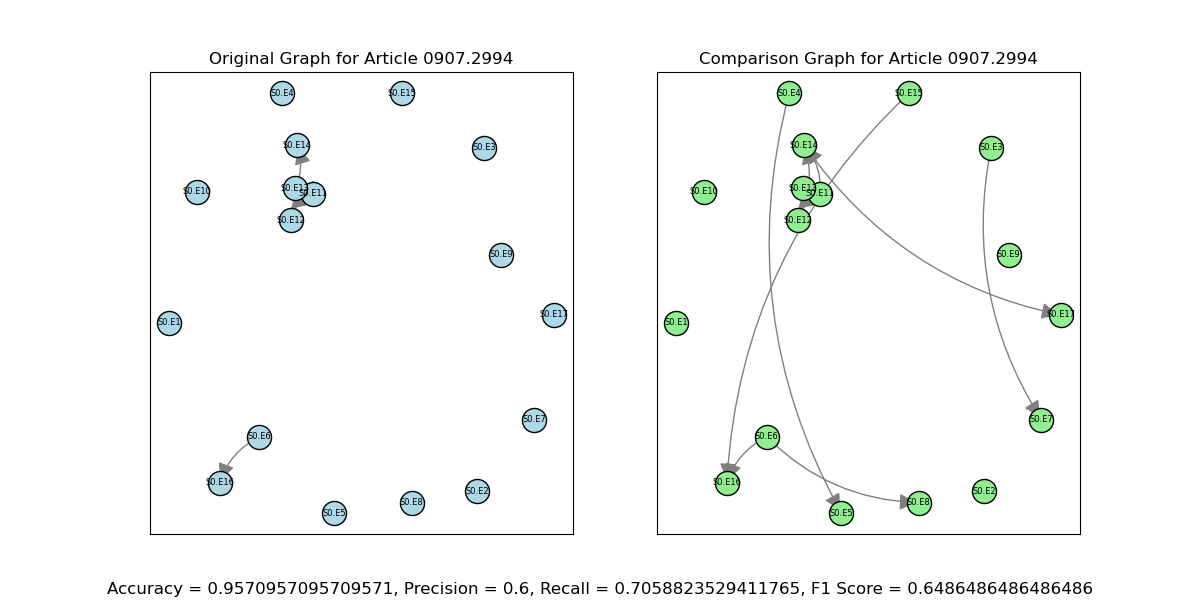 Original Graph for Article 0907.2994
S0.E4
S0.E15
S0.E14
S0.E3
S0.E10
S0.E13
S0.E11
S0.E12
S0.E9
S0.E17
S0.E1
S0.E7
S0.E6
S0.E16
S0.E2
S0.E8
S0.E5
Comparison Graph for Article 0907.2994
S0.E4
S0.E15
S0.E14
S0.E3
S0.E10
S0.E13
S0.E11
S0.E12
S0.E9
S0.E17
S0.E1
S0.E7
S0.E6
S0.E16
S0.E2
S0.E8
S0.E5
Accuracy = 0.9570957095709571, Precision = 0.6, Recall = 0.7058823529411765, F1 Score = 0.6486486486486486